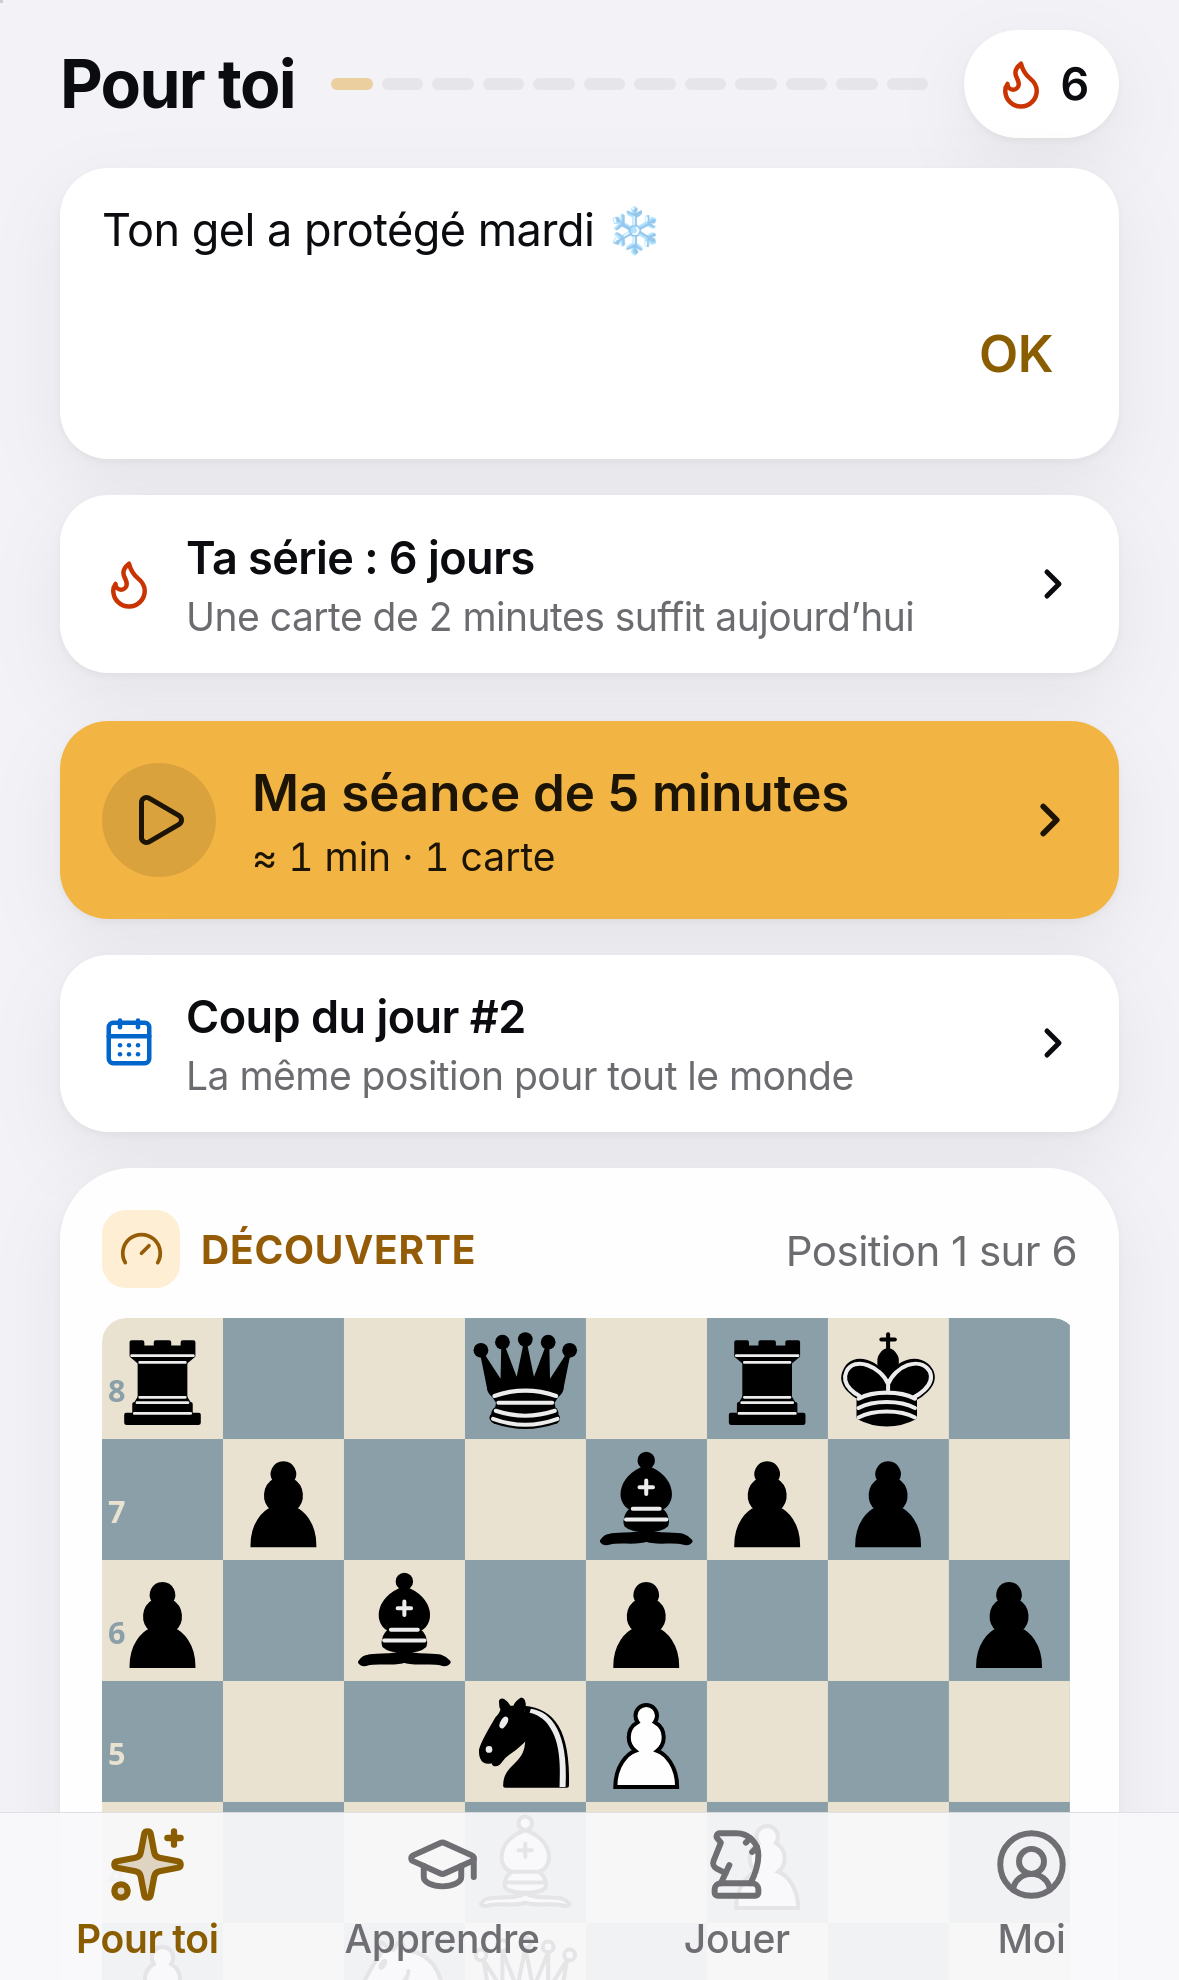 Pour toi
6
Ton gel a protégé mardi ❄️
OK
Ta série : 6 jours
Une carte de 2 minutes suffit aujourd’hui
Ma séance de 5 minutes
≈ 1 min · 1 carte
Coup du jour #2
La même position pour tout le monde
DÉCOUVERTE
Position 1 sur 6
8
7
6
5
Pour toi
Apprendre
Jouer
Moi